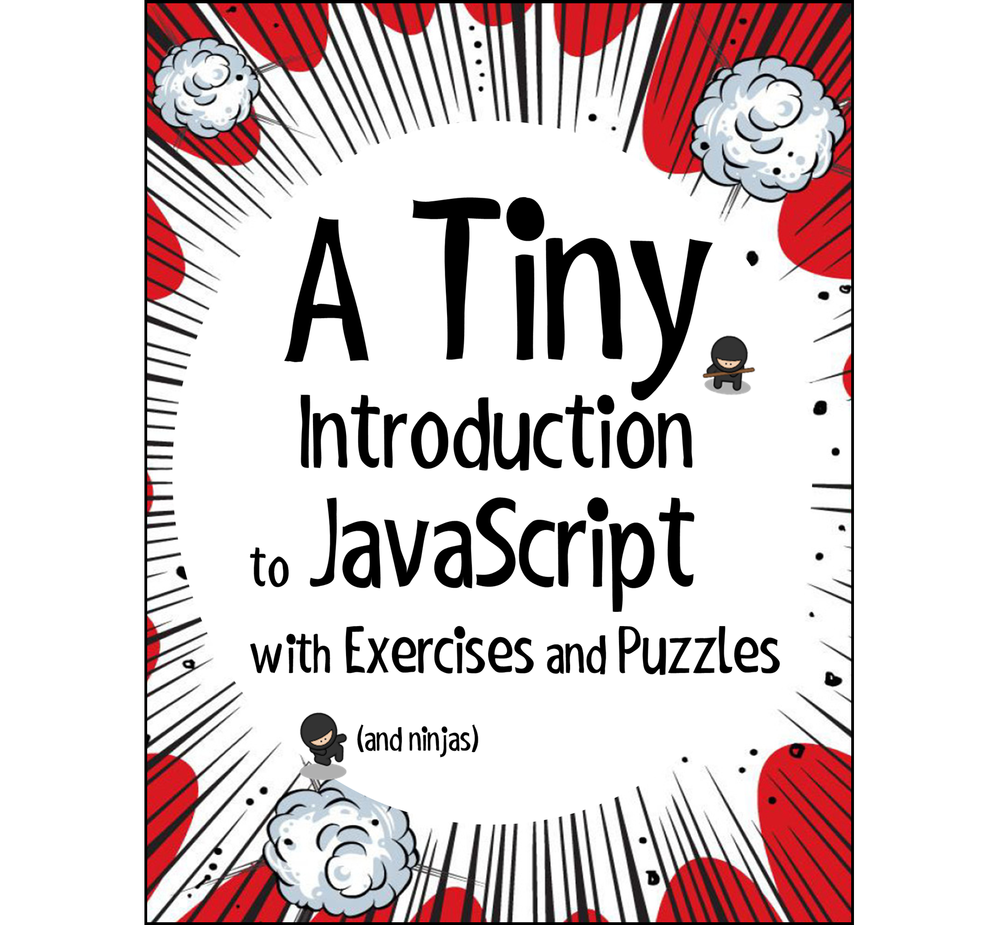 A Tiny
Introduction
to JavaScript
with Exercises and Puzzles
(and ninjas)